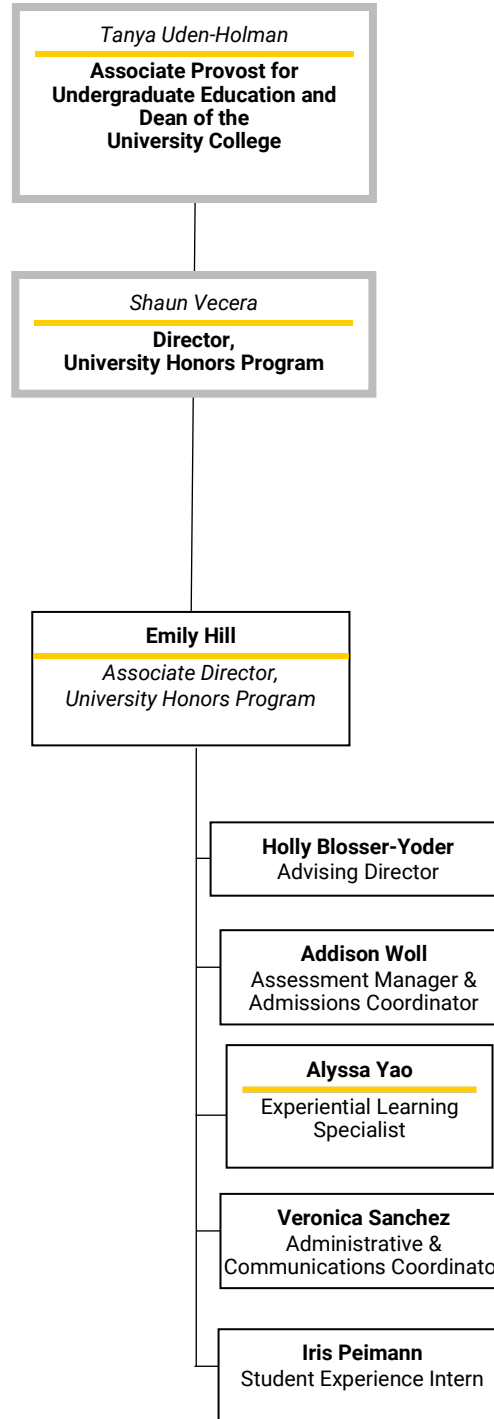 Tanya Uden-Holman
Associate Provost for
Undergraduate Education and
Dean of the
University College
Shaun Vecera
Director,
University Honors Program
Emily Hill
Associate Director,
University Honors Program
Holly Blosser-Yoder
Advising Director
Addison Woll
Assessment Manager &
Admissions Coordinator
Alyssa Yao
Experiential Learning
Specialist
Veronica Sanchez
Administrative &
Communications Coordinato
Iris Peimann
Student Experience Intern